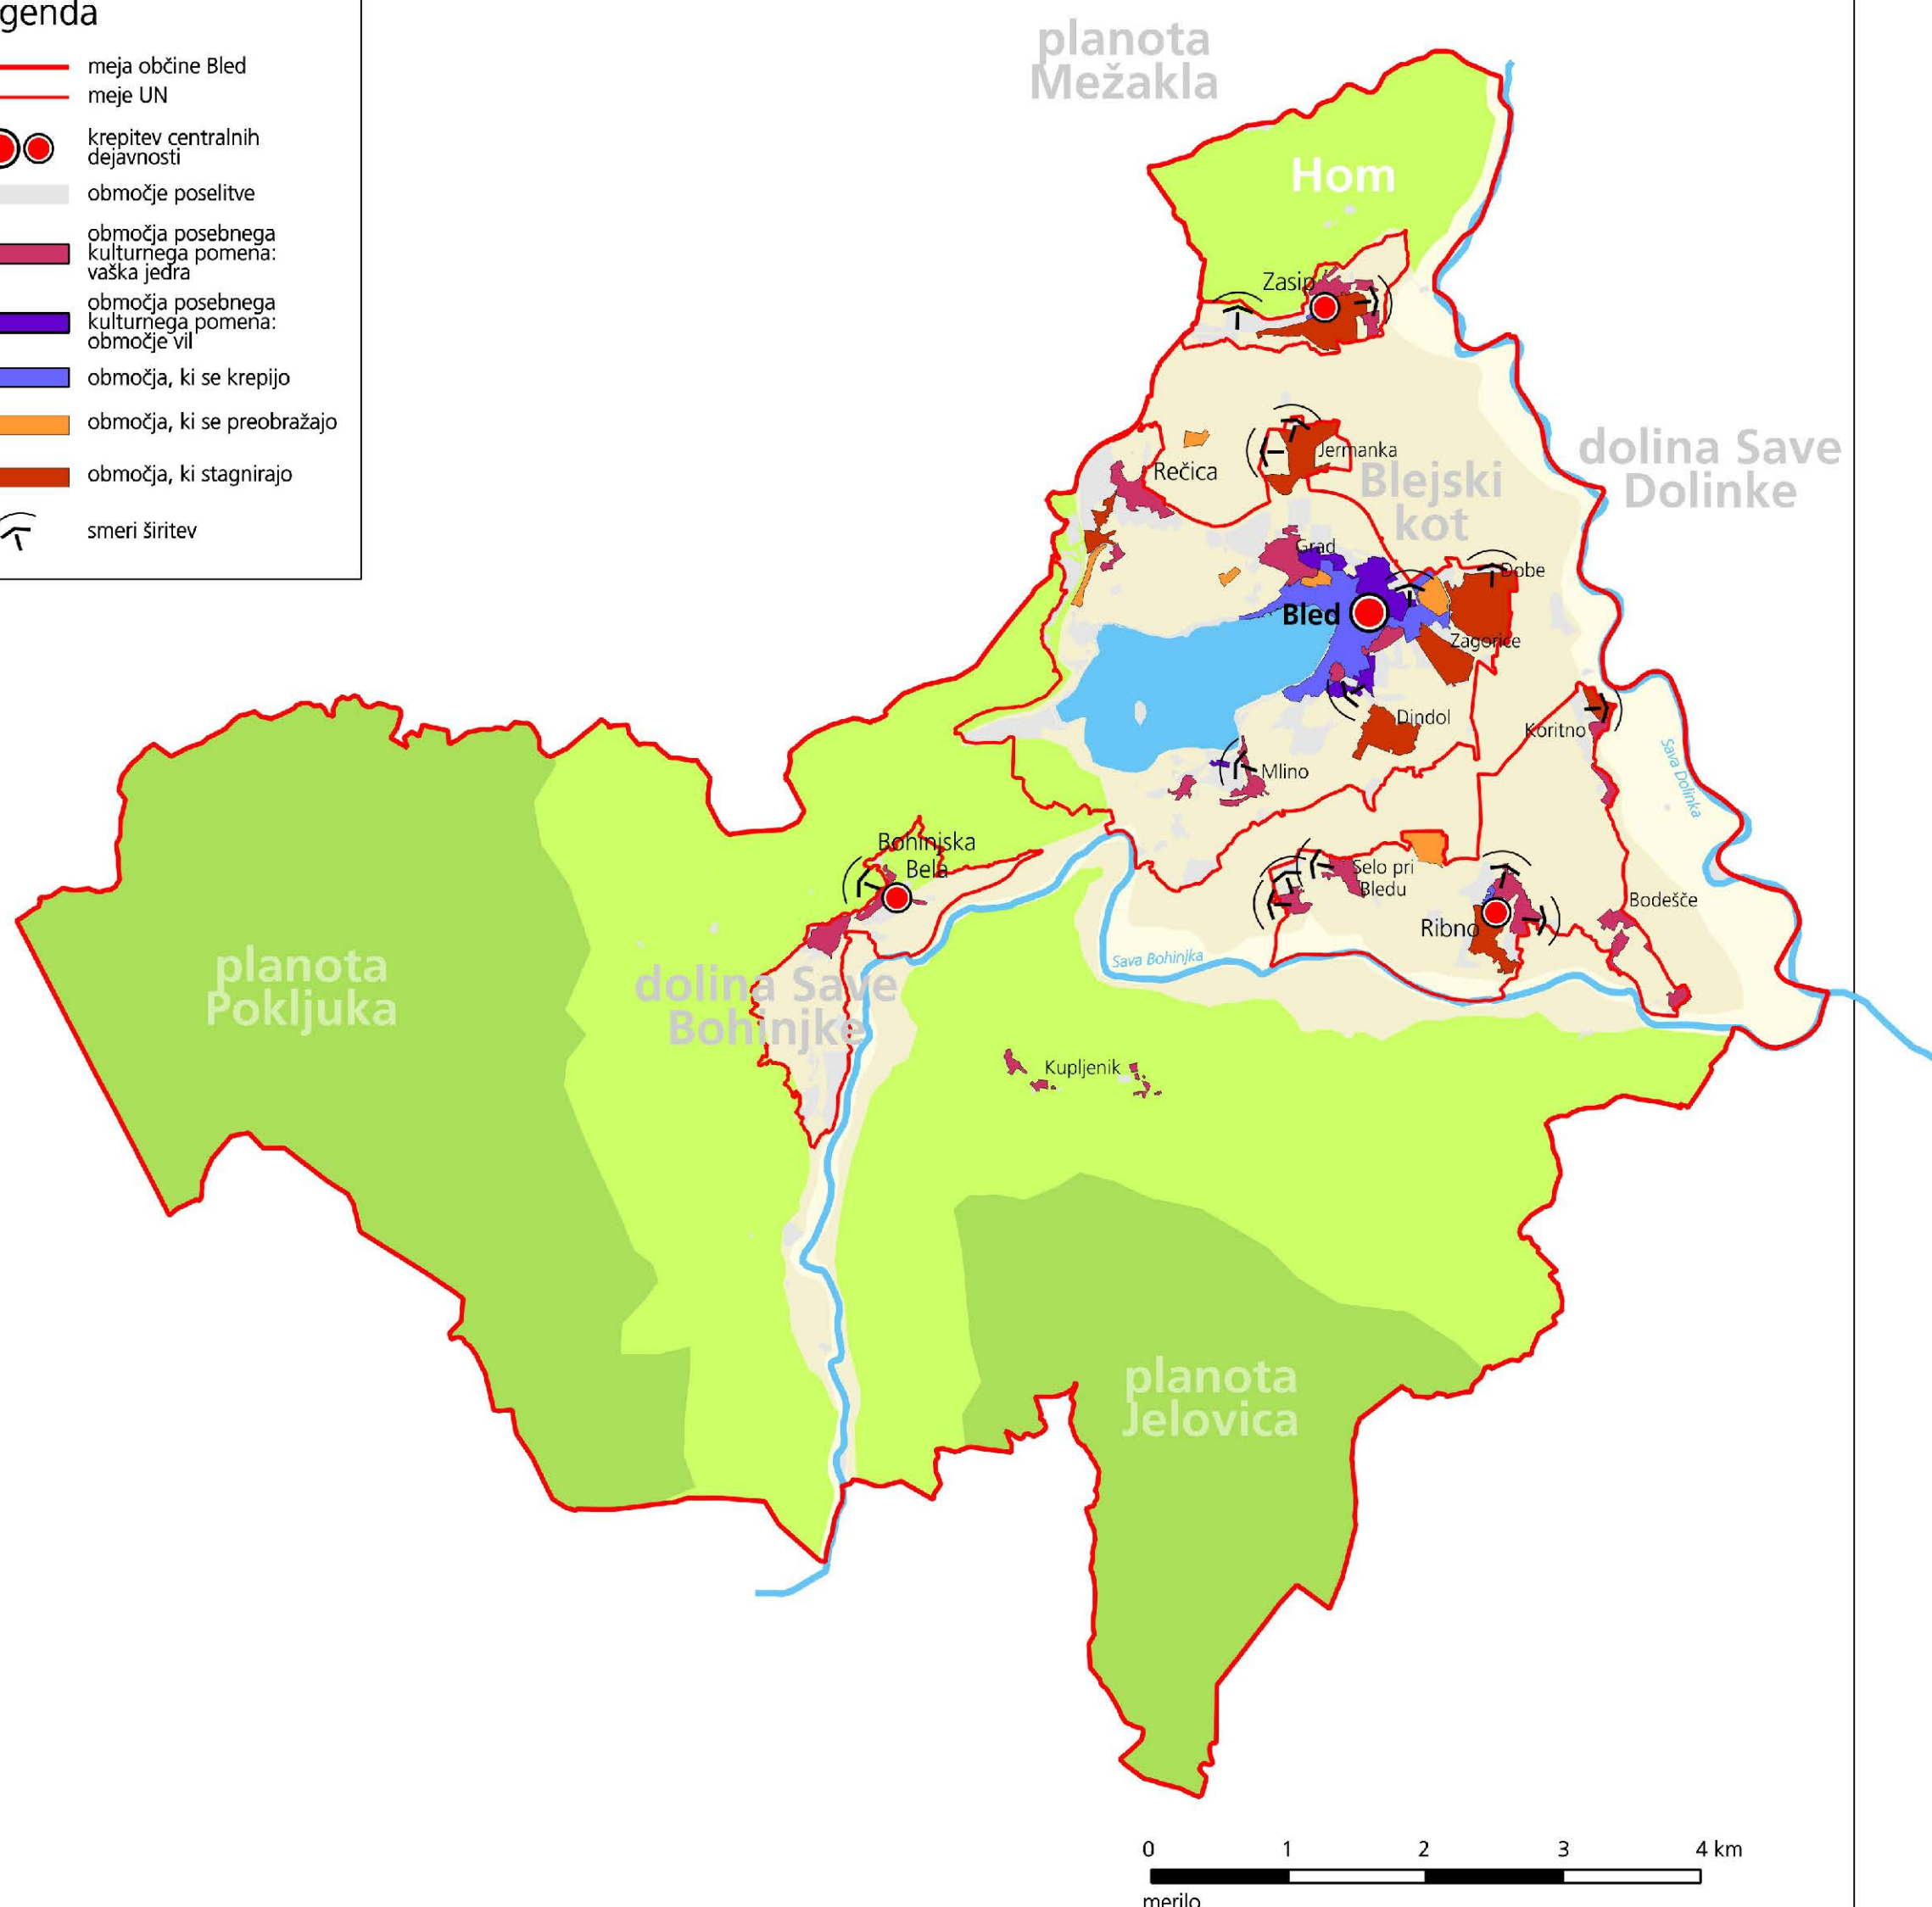 genda
meja občine Bled
meje UN
krepitev centralnih
dejavnosti
območje poselitve
območja posebnega
kulturnega pomena:
vaška jedra
območja posebnega
kulturnega pomena:
območje vil
območja, ki se krepijo
območja, ki se preobražajo
območja, ki stagnirajo
smeri širitev
planota
Mežakla
Hom
Zasip
dolina Save
Dolinke
Jermanka
Rečica
Blejski
kot
Grad
Dobe
Bled
Zagorice
Dindol
Koritno
Sava Dolinka
Mlino
Bohinjska
Bela
Selo pri
Bledu
Bodešče
Ribno
Sava Bohinjka
planota
Pokljuka
dolina Save
Bohinjke
Kupljenik
planota
Jelovica
0 1 2 3 4 km
merilo